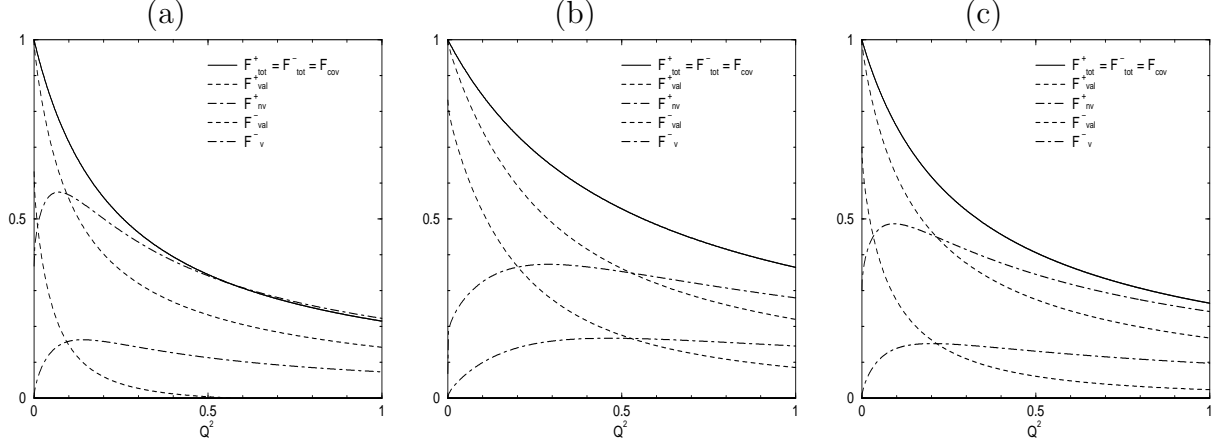 (a)
1
0.5
0
0
0.5
1
Q²
F⁺tot = F⁻tot = Fcov
F⁺val
F⁺nv
F⁻val
F⁻v
(b)
1
0.5
0
0
0.5
1
Q²
F⁺tot = F⁻tot = Fcov
F⁺val
F⁺nv
F⁻val
F⁻v
(c)
1
0.5
0
0
0.5
1
Q²
F⁺tot = F⁻tot = Fcov
F⁺val
F⁺nv
F⁻val
F⁻v